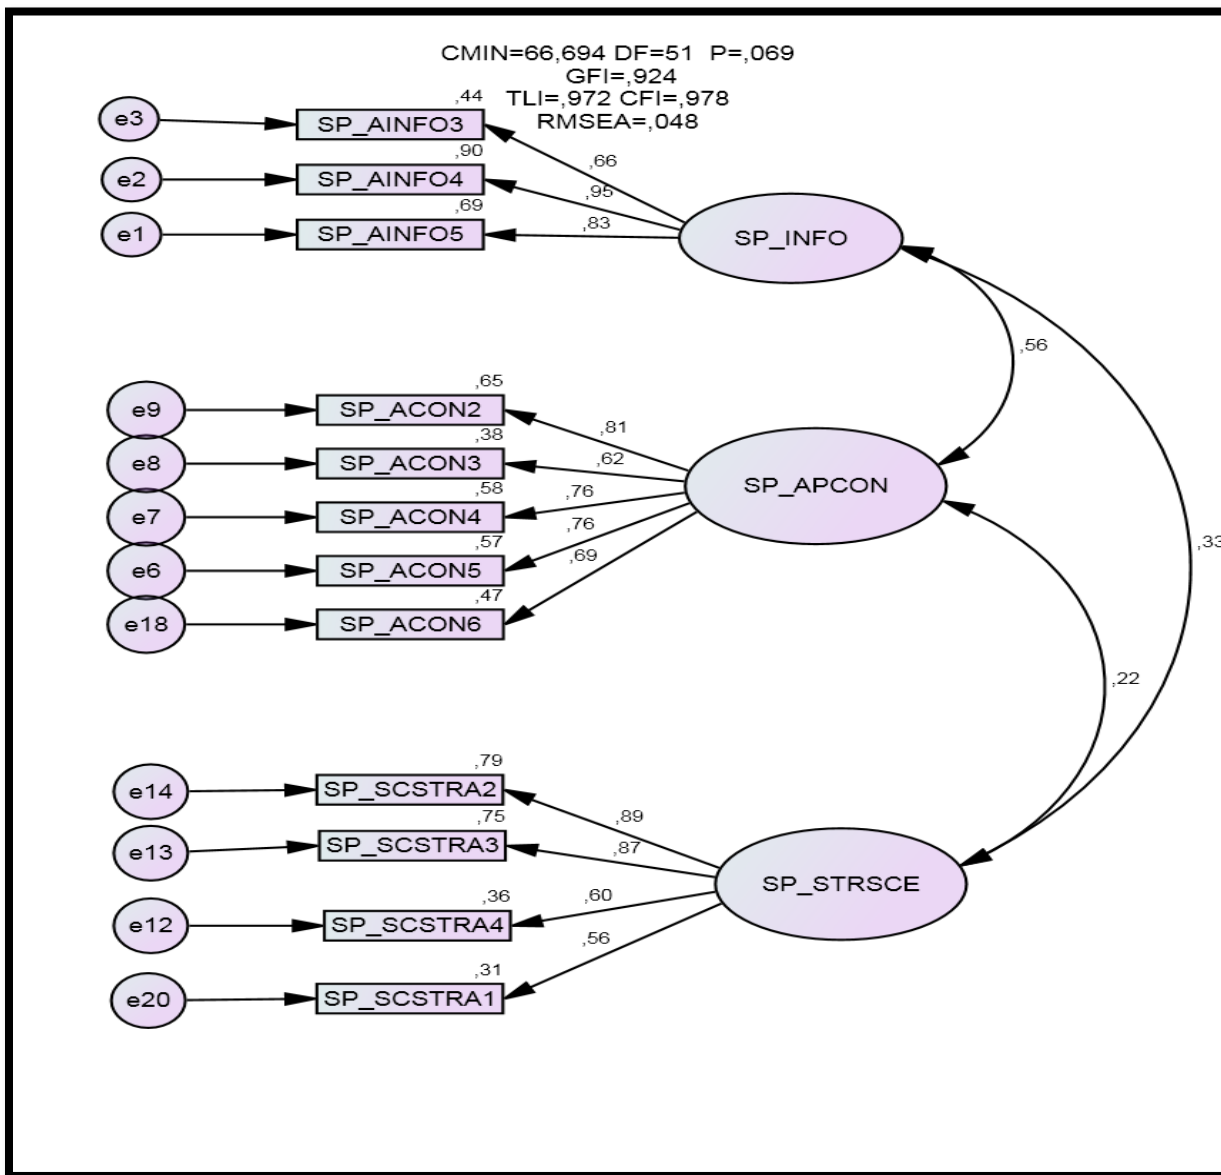 CMIN=66,694 DF=51 P=,069
GFI=,924
TLI=,972 CFI=,978
RMSEA=,048
,44
e3
SP_AINFO3
,66
,90
e2
SP_AINFO4
,95
,69
e1
SP_AINFO5
,83
SP_INFO
,56
,65
e9
SP_ACON2
,81
,38
e8
SP_ACON3
,62
,58
e7
SP_ACON4
,76
,57
e6
SP_ACON5
,76
,47
e18
SP_ACON6
,69
SP_APCON
,33
,22
,79
e14
SP_SCSTRA2
,89
,75
e13
SP_SCSTRA3
,87
,36
e12
SP_SCSTRA4
,60
,31
e20
SP_SCSTRA1
,56
SP_STRSCE